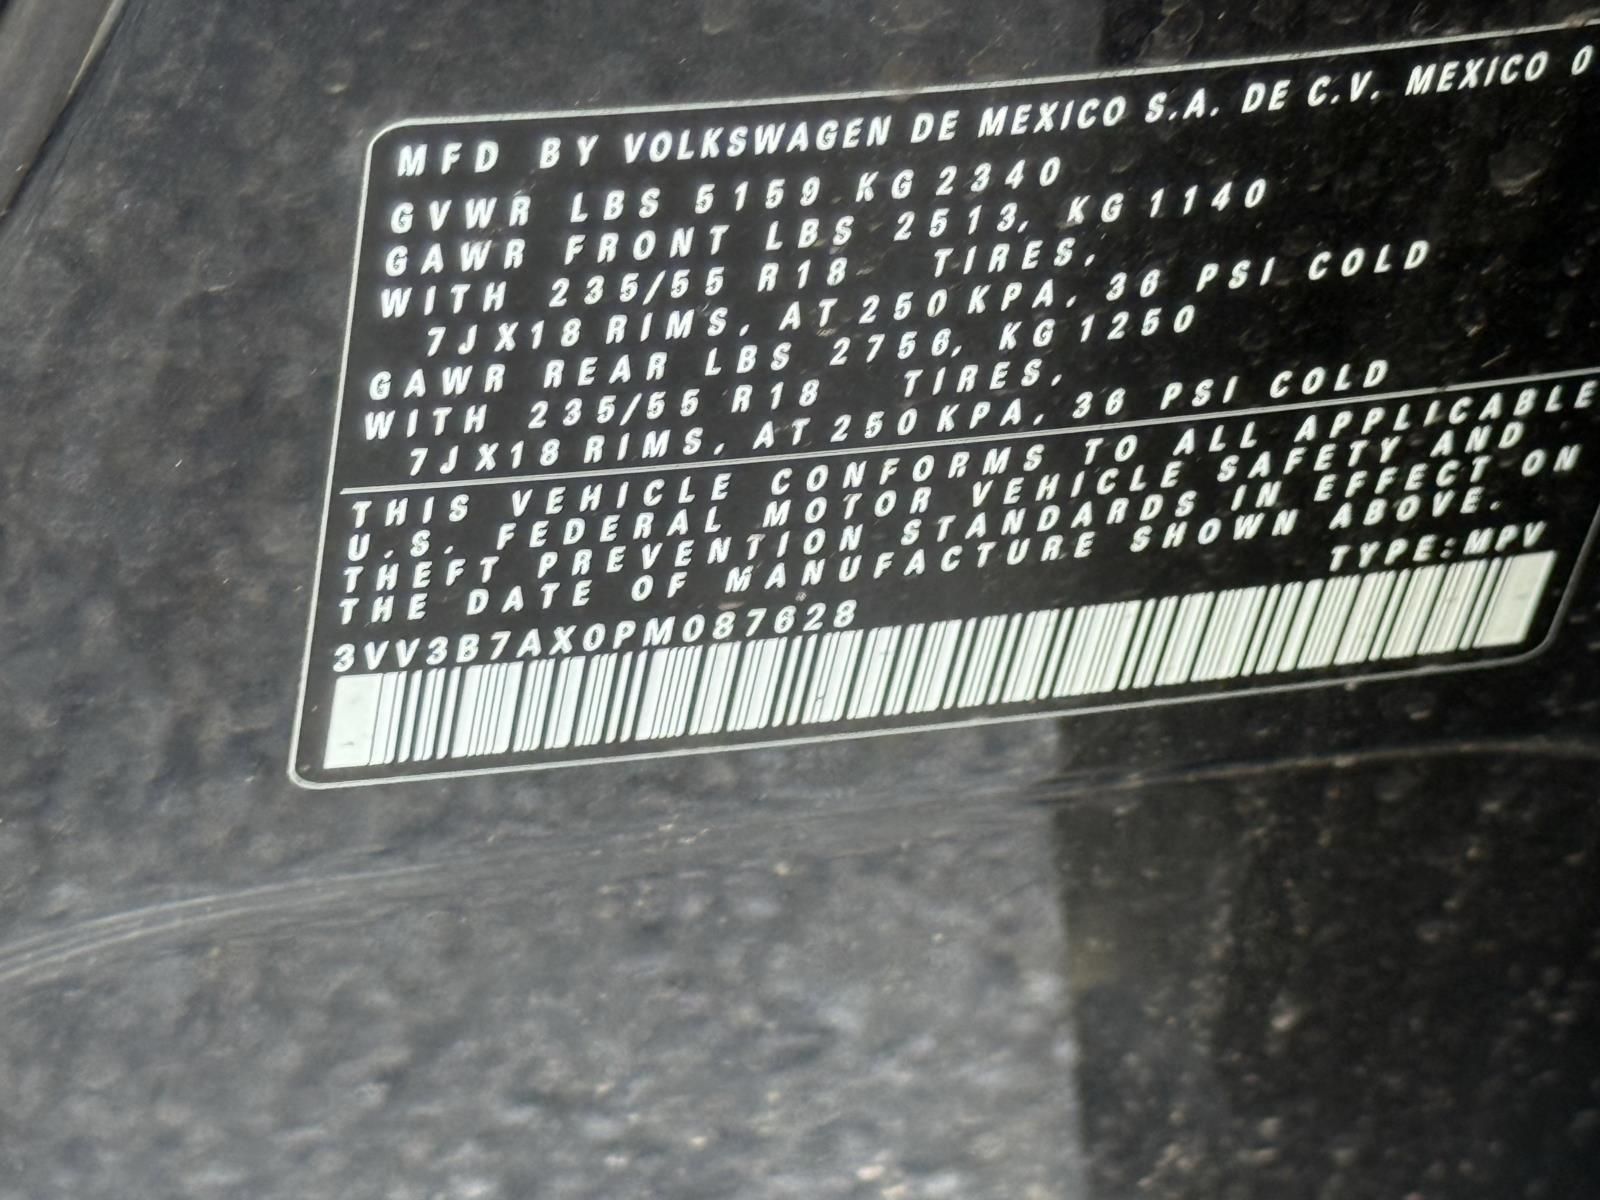 MFD BY VOLKSWAGEN DE MEXICO S.A. DE C.V. MEXICO 0
GVWR LBS 5159 KG 2340
GAWR FRONT LBS 2513, KG 1140
WITH 235/55 R18 TIRES,
7JX18 RIMS, AT 250 KPA, 36 PSI COLD
GAWR REAR LBS 2756, KG 1250
WITH 235/55 R18 TIRES,
7JX18 RIMS, AT 250 KPA, 36 PSI COLD
THIS VEHICLE CONFORMS TO ALL APPLICABLE
U.S. FEDERAL MOTOR VEHICLE SAFETY AND
THEFT PREVENTION STANDARDS IN EFFECT ON
THE DATE OF MANUFACTURE SHOWN ABOVE.
3VV3B7AX0PM087628 TYPE:MPV